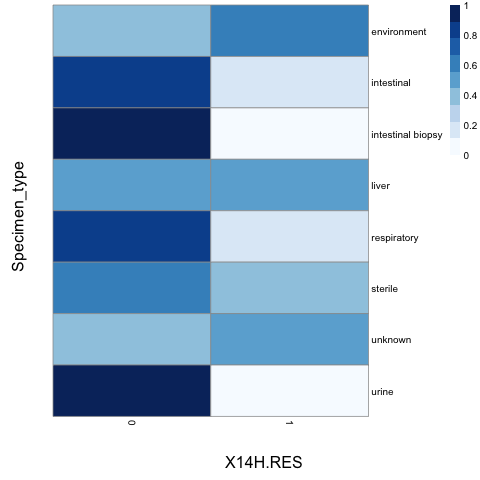 environment
intestinal
intestinal biopsy
liver
respiratory
sterile
unknown
urine
1
0.8
0.6
0.4
0.2
0
Specimen_type
0
1
X14H.RES